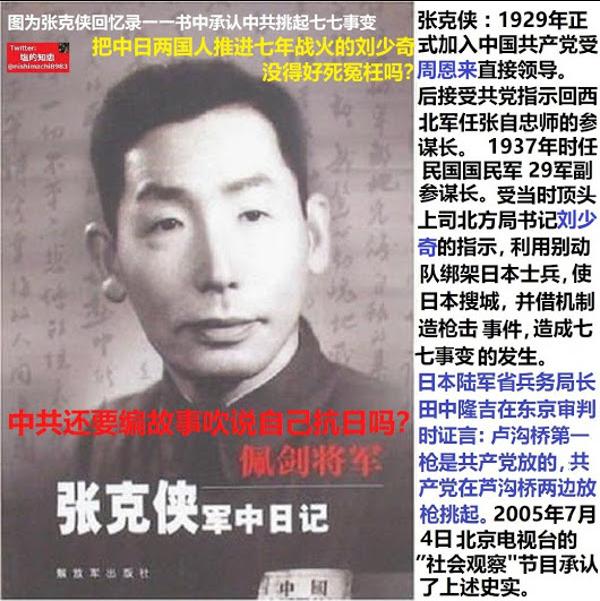 Twitter:
塩的知恋
@nishimachi8983
图为张克侠回忆录一一书中承认中共挑起七七事变
把中日两国人推进七年战火的刘少奇
没得好死冤枉吗?
中共还要编故事吹说自己抗日吗?
佩剑将军
张克侠军中日记
解放军出版社
中國
张克侠：1929年正
式加入中国共产党受
周恩来直接领导。
后接受共党指示回西
北军任张自忠师的参
谋长。 1937年时任
民国国民军 29军副
参谋长。受当时顶头
上司北方局书记刘少
奇的指示，利用别动
队绑架日本士兵，使
日本搜城，并借机制
造枪击 事件，造成七
七事变 的发生。
日本陆军省兵务局长
田中隆吉在东京审判
时证言：卢沟桥第一
枪是共产党放的，共
产党在芦沟桥两边放
枪挑起。2005年7月
4日北京电视台的
"社会观察"节目承认
了上述史实。